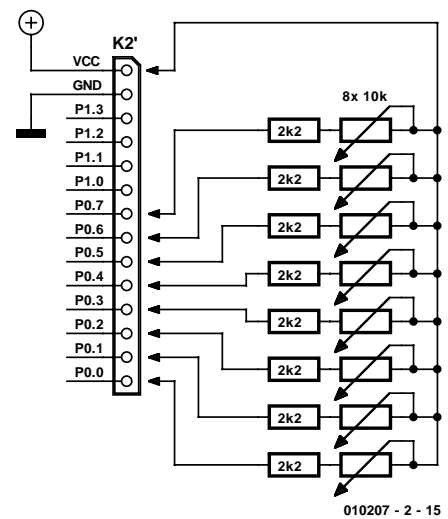 K2'
VCC
GND
P1.3
P1.2
P1.1
P1.0
P0.7
P0.6
P0.5
P0.4
P0.3
P0.2
P0.1
P0.0
8x 10k
2k2
2k2
2k2
2k2
2k2
2k2
2k2
2k2
010207 - 2 - 15